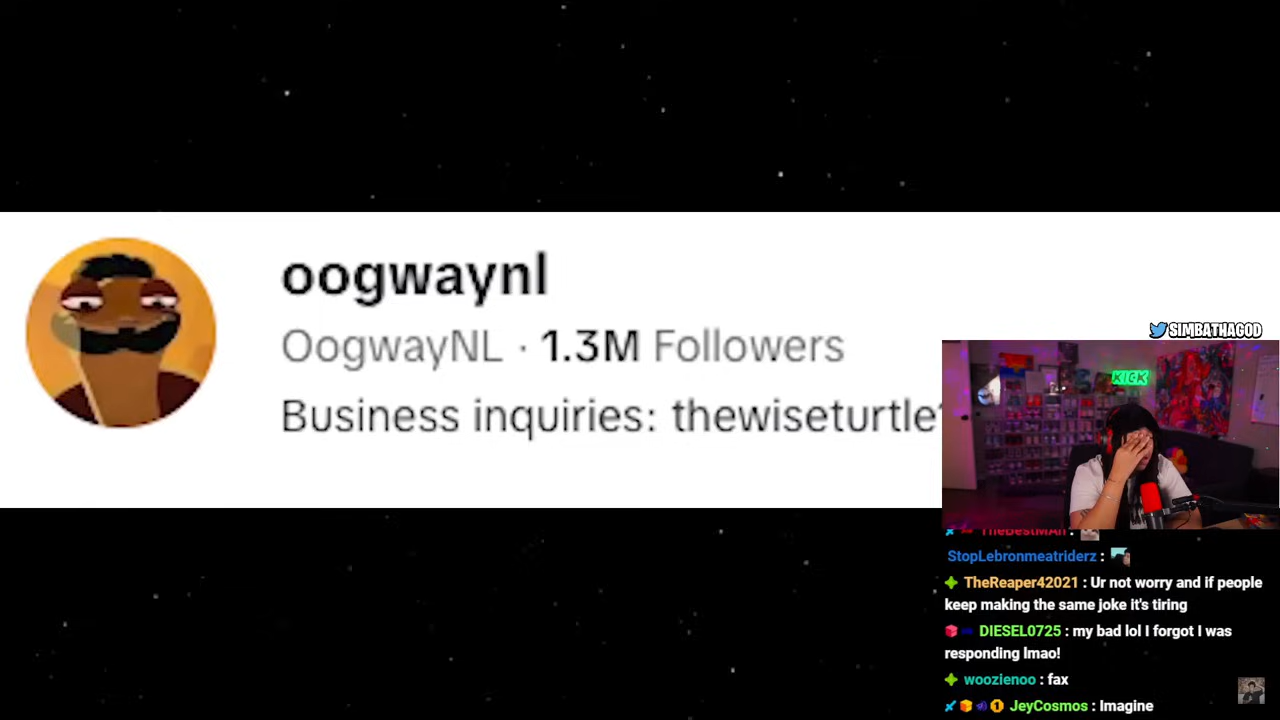 oogwaynl
OogwayNL · 1.3M Followers
Business inquiries: thewiseturtle
SIMBATHAGOD
KICK
TheBestMAn :
StopLebronmeatriderz :
TheReaper42021 : Ur not worry and if people
keep making the same joke it's tiring
DIESEL0725 : my bad lol I forgot I was
responding lmao!
woozienoo : fax
JeyCosmos : Imagine